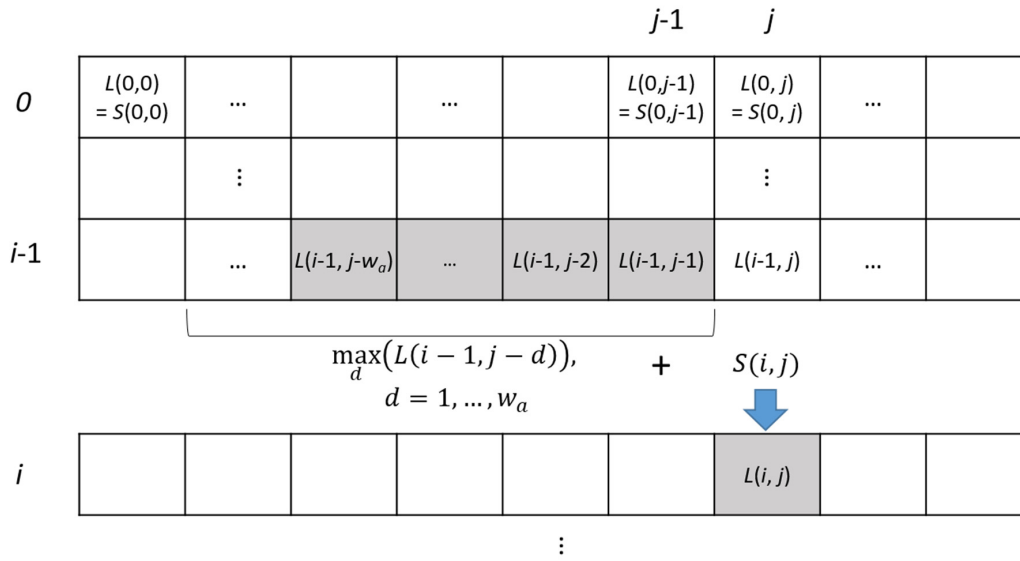 j-1 j
0 L(0,0) = S(0,0) ... ... L(0,j-1) = S(0,j-1) L(0, j) = S(0, j) ...
⋮ ⋮
i-1 ... L(i-1, j-wₐ) ... L(i-1, j-2) L(i-1, j-1) L(i-1, j) ...
max_d(L(i − 1, j − d)), + S(i, j)
d = 1, … , wₐ
i L(i, j)
⋮